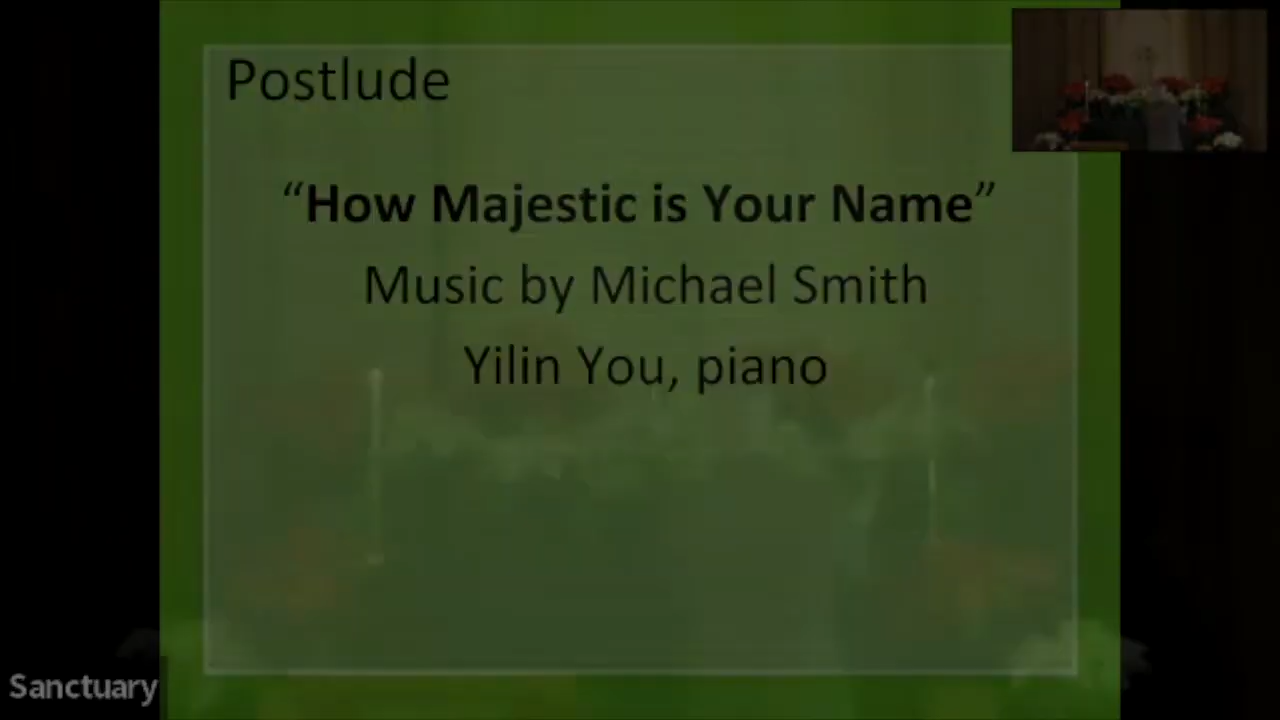 Postlude
“How Majestic is Your Name”
Music by Michael Smith
Yilin You, piano
Sanctuary